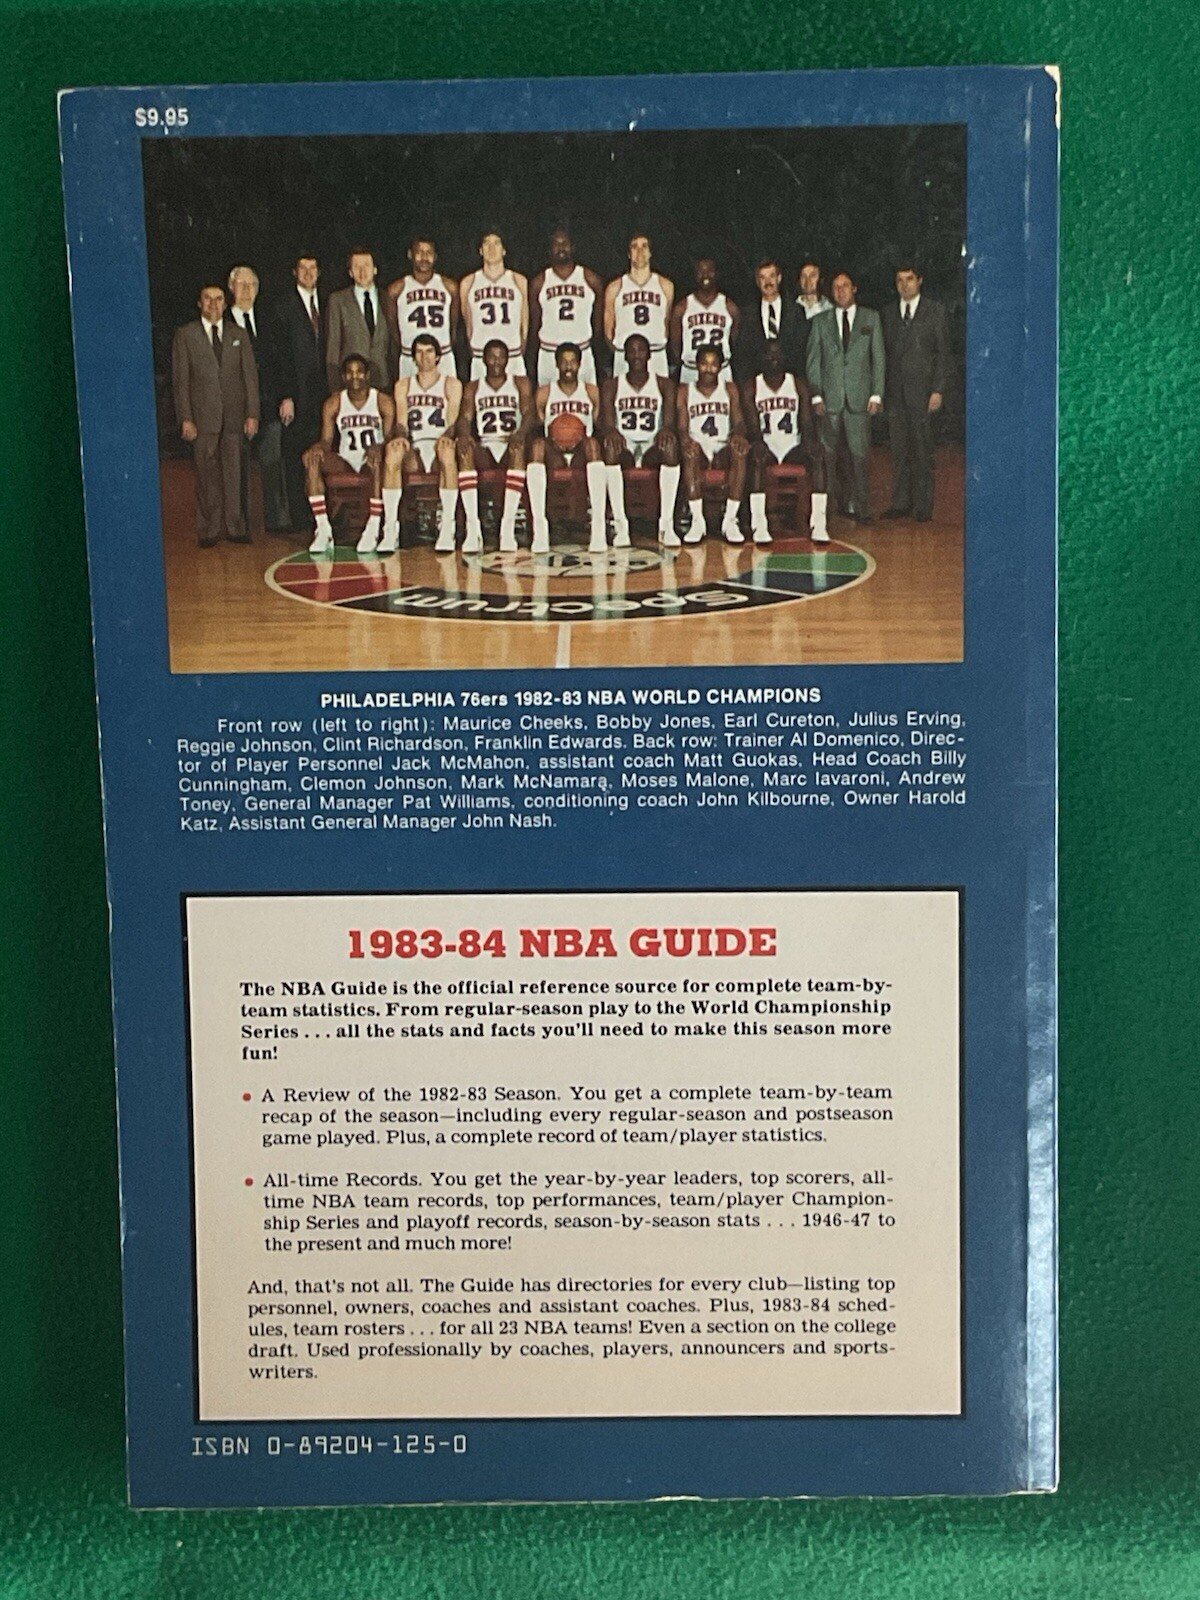 $9.95
SIXERS 45
SIXERS 31
SIXERS 2
SIXERS 8
SIXERS 22
SIXERS 10
SIXERS 24
SIXERS 25
SIXERS
SIXERS 33
SIXERS 4
SIXERS 14
Spectrum
PHILADELPHIA 76ers 1982-83 NBA WORLD CHAMPIONS
Front row (left to right): Maurice Cheeks, Bobby Jones, Earl Cureton, Julius Erving,
Reggie Johnson, Clint Richardson, Franklin Edwards. Back row: Trainer Al Domenico, Direc-
tor of Player Personnel Jack McMahon, assistant coach Matt Guokas, Head Coach Billy
Cunningham, Clemon Johnson, Mark McNamara, Moses Malone, Marc Iavaroni, Andrew
Toney, General Manager Pat Williams, conditioning coach John Kilbourne, Owner Harold
Katz, Assistant General Manager John Nash.
1983-84 NBA GUIDE
The NBA Guide is the official reference source for complete team-by-
team statistics. From regular-season play to the World Championship
Series . . . all the stats and facts you'll need to make this season more
fun!
• A Review of the 1982-83 Season. You get a complete team-by-team
recap of the season—including every regular-season and postseason
game played. Plus, a complete record of team/player statistics.
• All-time Records. You get the year-by-year leaders, top scorers, all-
time NBA team records, top performances, team/player Champion-
ship Series and playoff records, season-by-season stats . . . 1946-47 to
the present and much more!
And, that's not all. The Guide has directories for every club—listing top
personnel, owners, coaches and assistant coaches. Plus, 1983-84 sched-
ules, team rosters . . . for all 23 NBA teams! Even a section on the college
draft. Used professionally by coaches, players, announcers and sports-
writers.
ISBN 0-89204-125-0